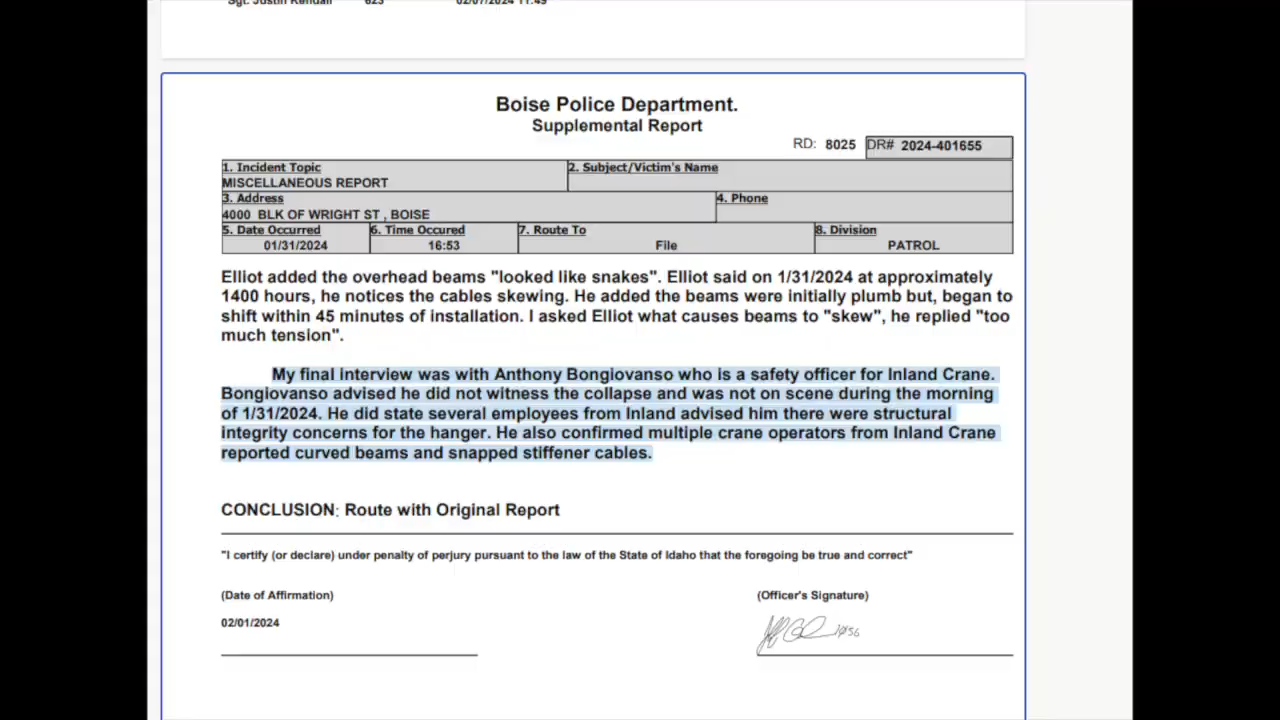 Sgt. Justin Kendall 623 02/07/2024 11:49
Boise Police Department.
Supplemental Report
RD: 8025 DR# 2024-401655
1. Incident Topic 2. Subject/Victim's Name
MISCELLANEOUS REPORT
3. Address 4. Phone
4000 BLK OF WRIGHT ST , BOISE
5. Date Occurred 6. Time Occured 7. Route To 8. Division
01/31/2024 16:53 File PATROL
Elliot added the overhead beams "looked like snakes". Elliot said on 1/31/2024 at approximately
1400 hours, he notices the cables skewing. He added the beams were initially plumb but, began to
shift within 45 minutes of installation. I asked Elliot what causes beams to "skew", he replied "too
much tension".
My final interview was with Anthony Bongiovanso who is a safety officer for Inland Crane.
Bongiovanso advised he did not witness the collapse and was not on scene during the morning
of 1/31/2024. He did state several employees from Inland advised him there were structural
integrity concerns for the hanger. He also confirmed multiple crane operators from Inland Crane
reported curved beams and snapped stiffener cables.
CONCLUSION: Route with Original Report
"I certify (or declare) under penalty of perjury pursuant to the law of the State of Idaho that the foregoing be true and correct"
(Date of Affirmation) (Officer's Signature)
02/01/2024